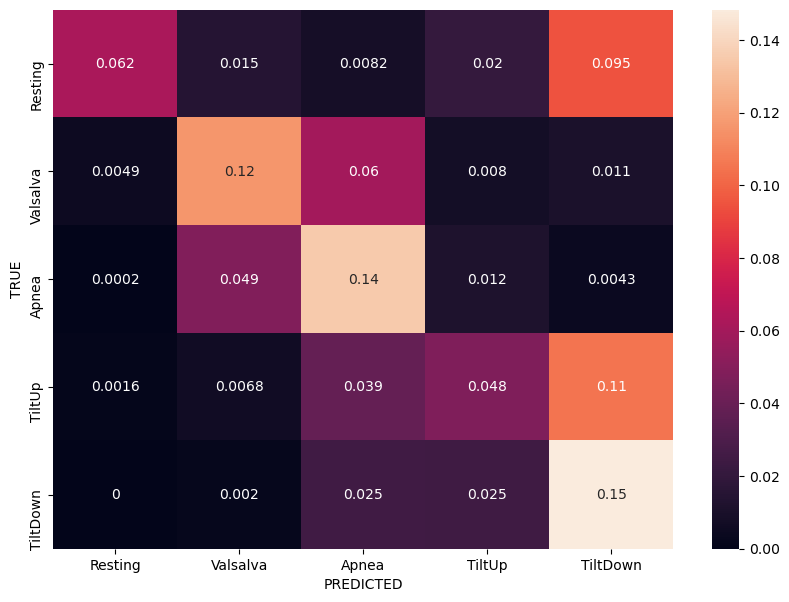 Resting 0.062 0.015 0.0082 0.02 0.095
Valsalva 0.0049 0.12 0.06 0.008 0.011
TRUE
Apnea 0.0002 0.049 0.14 0.012 0.0043
TiltUp 0.0016 0.0068 0.039 0.048 0.11
TiltDown 0 0.002 0.025 0.025 0.15
Resting Valsalva Apnea TiltUp TiltDown
PREDICTED
0.14
0.12
0.10
0.08
0.06
0.04
0.02
0.00